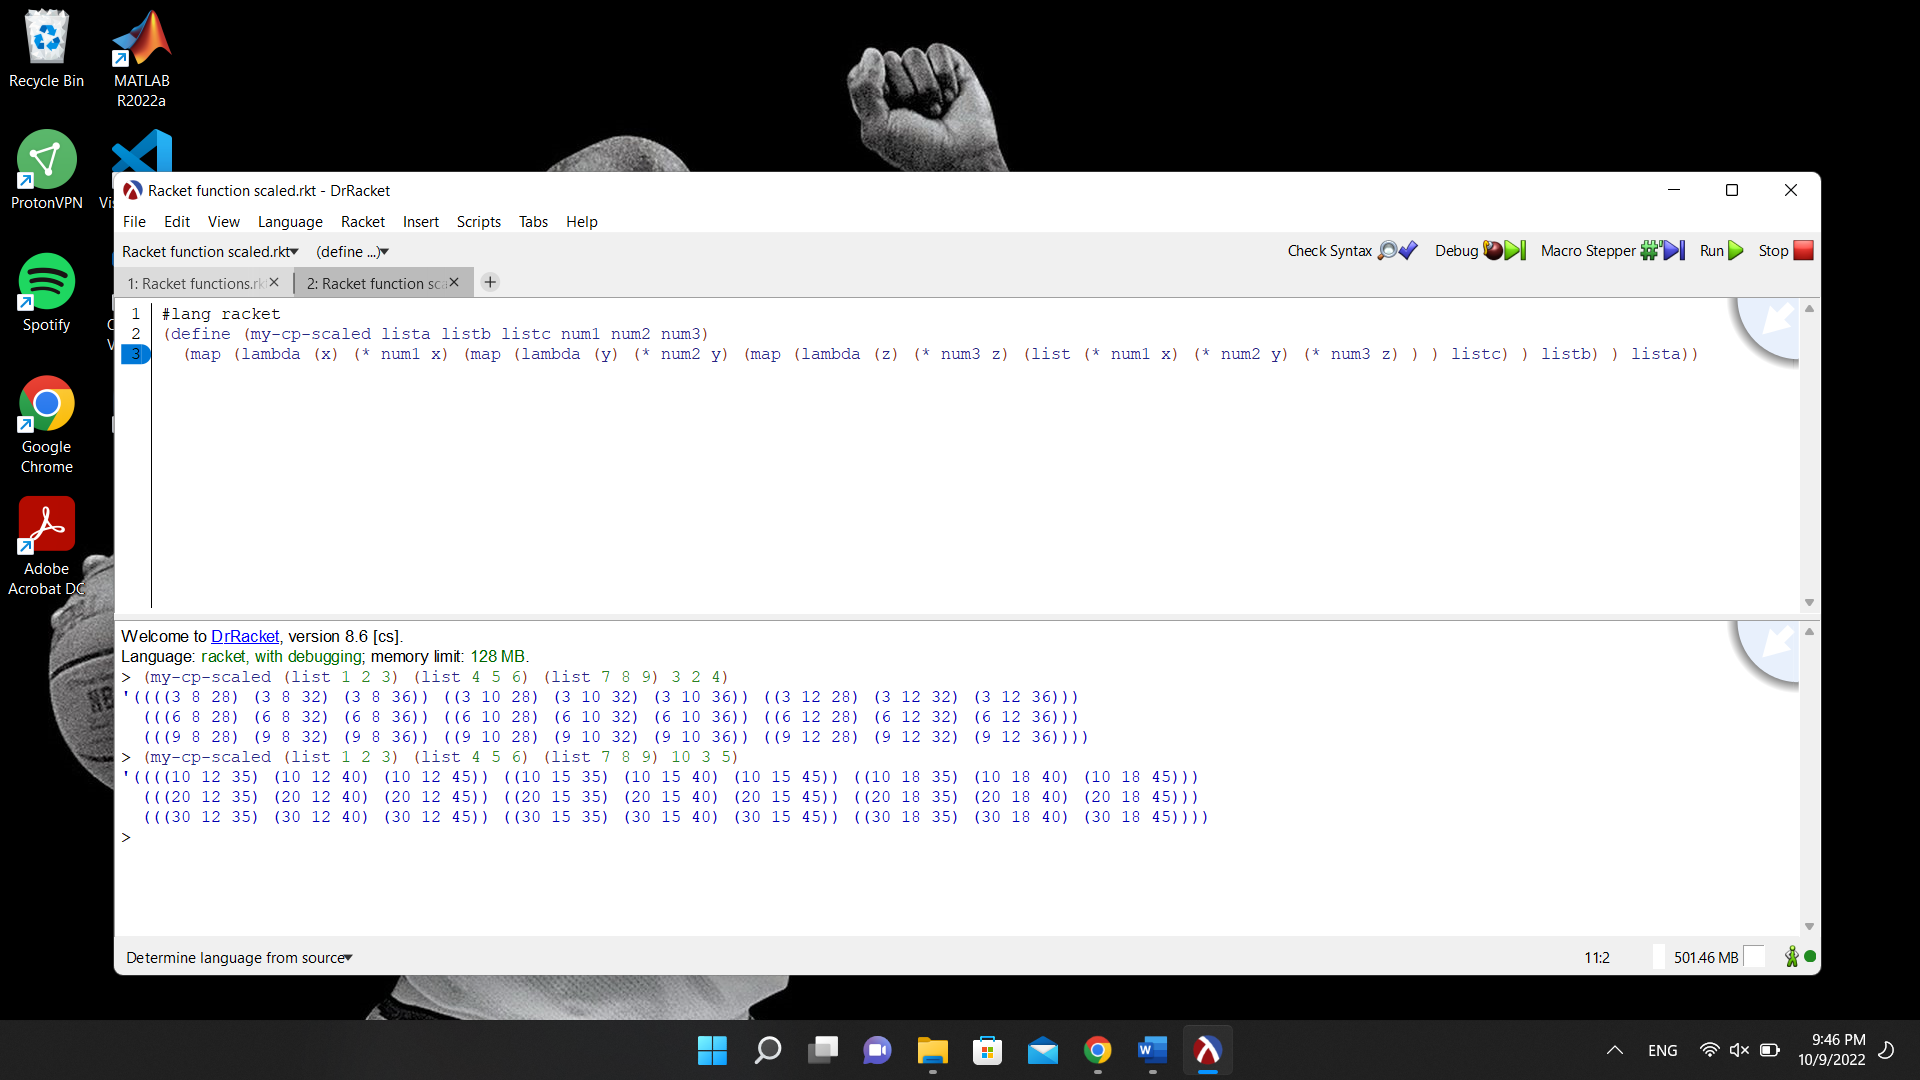 Recycle Bin
MATLAB
R2022a
ProtonVPN
Spotify
Google
Chrome
Adobe
Acrobat DC
Racket function scaled.rkt - DrRacket
File Edit View Language Racket Insert Scripts Tabs Help
Racket function scaled.rkt (define ...)
Check Syntax Debug Macro Stepper Run Stop
1: Racket functions.rk 2: Racket function sca
1 #lang racket
2 (define (my-cp-scaled lista listb listc num1 num2 num3)
3 (map (lambda (x) (* num1 x) (map (lambda (y) (* num2 y) (map (lambda (z) (* num3 z) (list (* num1 x) (* num2 y) (* num3 z) ) ) listc) ) listb) ) lista))
Welcome to DrRacket, version 8.6 [cs].
Language: racket, with debugging; memory limit: 128 MB.
> (my-cp-scaled (list 1 2 3) (list 4 5 6) (list 7 8 9) 3 2 4)
'((((3 8 28) (3 8 32) (3 8 36)) ((3 10 28) (3 10 32) (3 10 36)) ((3 12 28) (3 12 32) (3 12 36)))
(((6 8 28) (6 8 32) (6 8 36)) ((6 10 28) (6 10 32) (6 10 36)) ((6 12 28) (6 12 32) (6 12 36)))
(((9 8 28) (9 8 32) (9 8 36)) ((9 10 28) (9 10 32) (9 10 36)) ((9 12 28) (9 12 32) (9 12 36))))
> (my-cp-scaled (list 1 2 3) (list 4 5 6) (list 7 8 9) 10 3 5)
'((((10 12 35) (10 12 40) (10 12 45)) ((10 15 35) (10 15 40) (10 15 45)) ((10 18 35) (10 18 40) (10 18 45)))
(((20 12 35) (20 12 40) (20 12 45)) ((20 15 35) (20 15 40) (20 15 45)) ((20 18 35) (20 18 40) (20 18 45)))
(((30 12 35) (30 12 40) (30 12 45)) ((30 15 35) (30 15 40) (30 15 45)) ((30 18 35) (30 18 40) (30 18 45))))
>
Determine language from source
11:2
501.46 MB
ENG
9:46 PM
10/9/2022